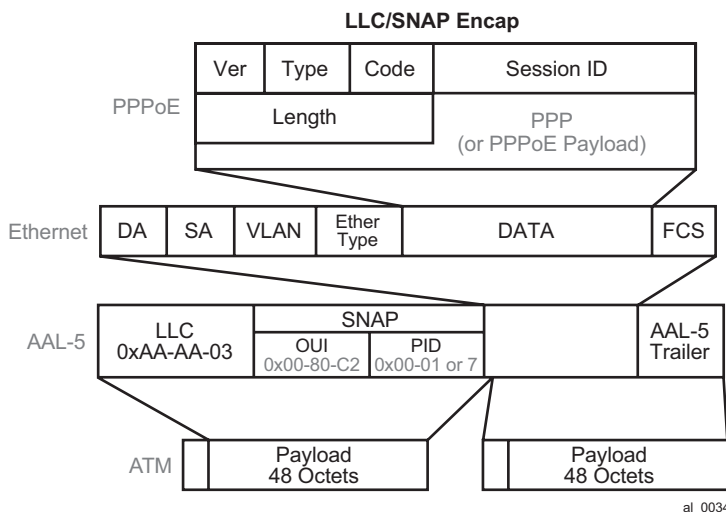 LLC/SNAP Encap
Ver Type Code Session ID
PPPoE
Length
PPP
(or PPPoE Payload)
Ethernet DA SA VLAN Ether Type DATA FCS
AAL-5
LLC
0xAA-AA-03
SNAP
OUI
0x00-80-C2
PID
0x00-01 or 7
AAL-5
Trailer
ATM
Payload
48 Octets
Payload
48 Octets
al_0034